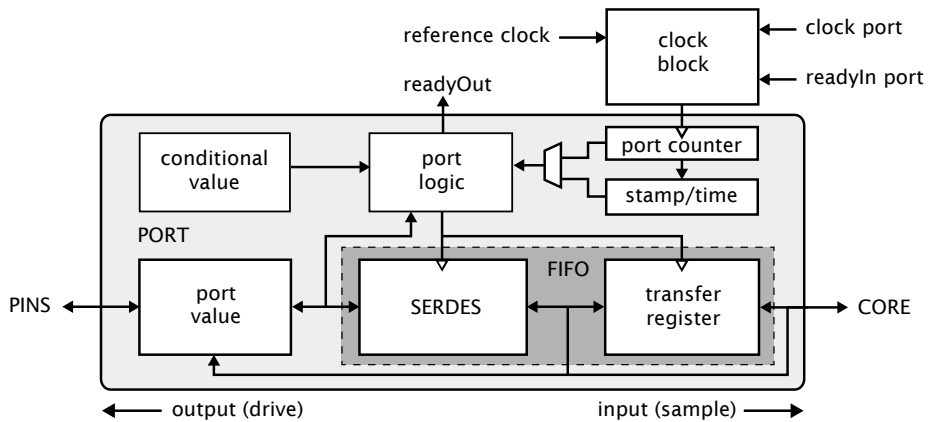 reference clock
clock
block
clock port
readyIn port
readyOut
conditional
value
port
logic
port counter
stamp/time
PORT
FIFO
PINS
port
value
SERDES
transfer
register
CORE
output (drive)
input (sample)